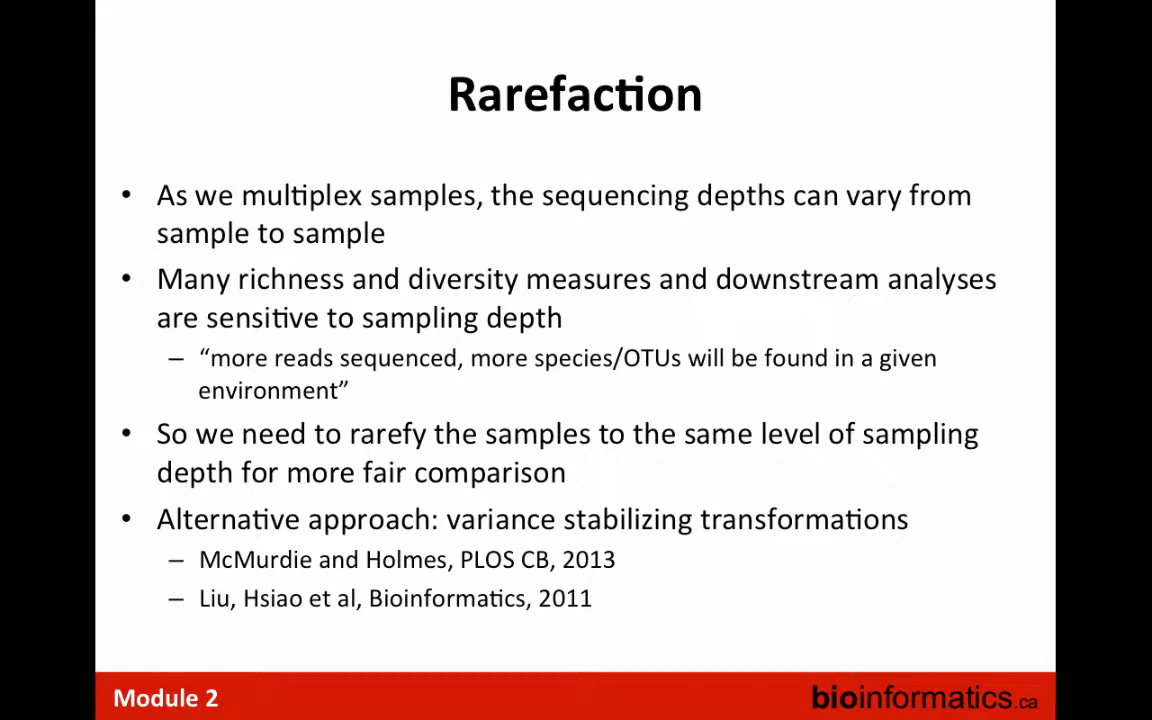 Rarefaction
• As we multiplex samples, the sequencing depths can vary from
sample to sample
• Many richness and diversity measures and downstream analyses
are sensitive to sampling depth
– “more reads sequenced, more species/OTUs will be found in a given
environment”
• So we need to rarefy the samples to the same level of sampling
depth for more fair comparison
• Alternative approach: variance stabilizing transformations
– McMurdie and Holmes, PLOS CB, 2013
– Liu, Hsiao et al, Bioinformatics, 2011
Module 2
bioinformatics.ca